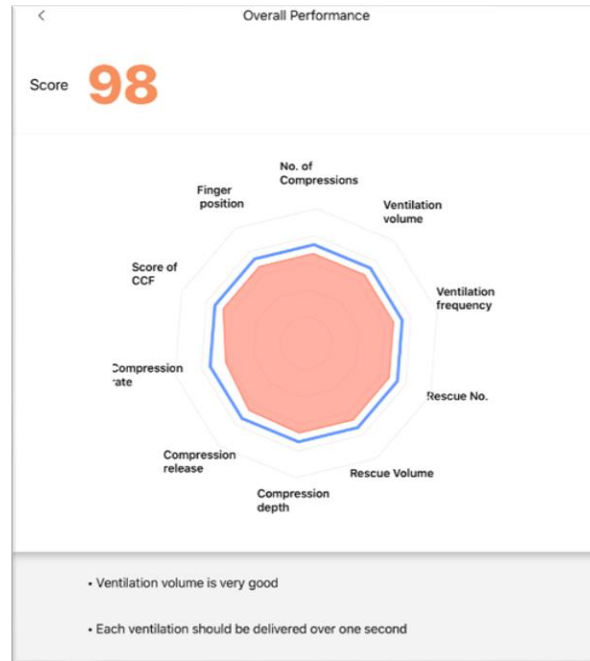 Overall Performance
Score 98
No. of
Compressions
Finger
position
Ventilation
volume
Score of
CCF
Ventilation
frequency
Compression
rate
Rescue No.
Compression
release
Rescue Volume
Compression
depth
• Ventilation volume is very good
• Each ventilation should be delivered over one second